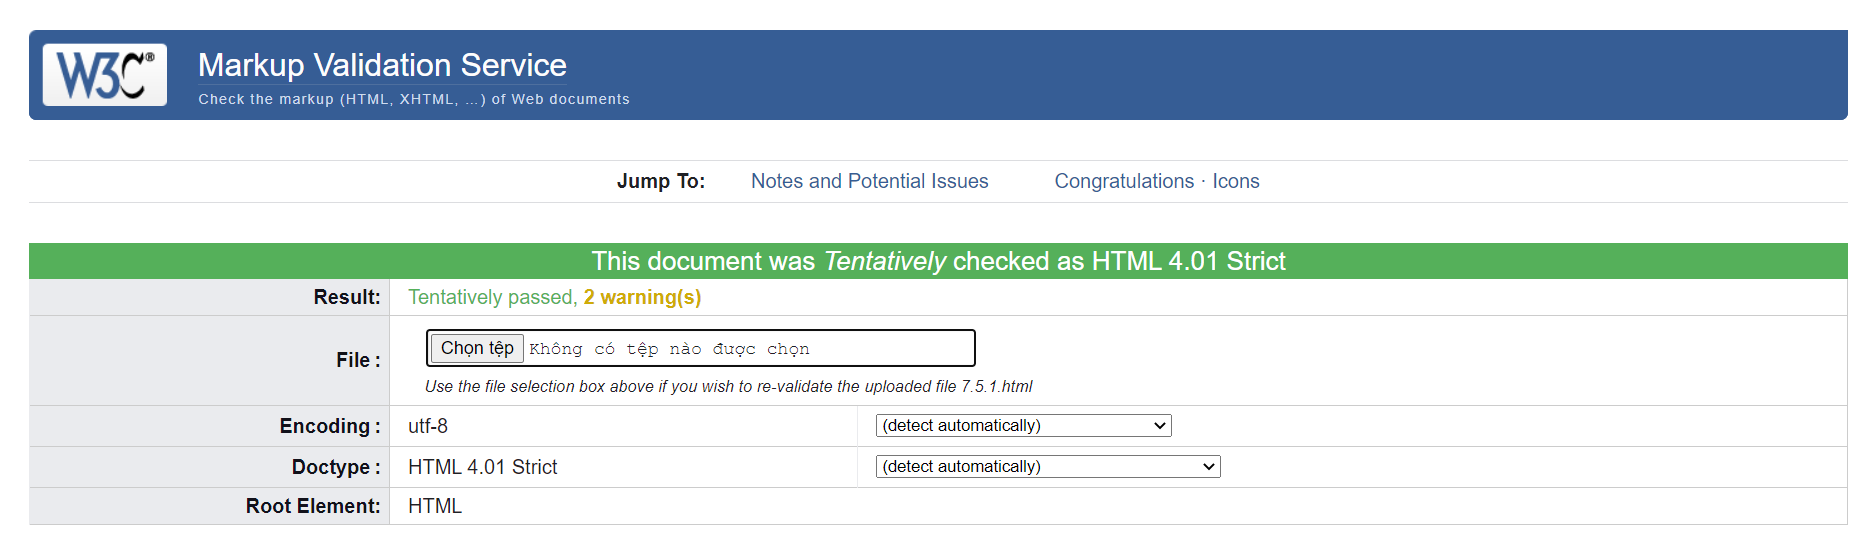 W3C®
Markup Validation Service
Check the markup (HTML, XHTML, …) of Web documents
Jump To: Notes and Potential Issues Congratulations · Icons
This document was Tentatively checked as HTML 4.01 Strict
Result: Tentatively passed, 2 warning(s)
File : Chọn tệp Không có tệp nào được chọn
Use the file selection box above if you wish to re-validate the uploaded file 7.5.1.html
Encoding : utf-8 (detect automatically)
Doctype : HTML 4.01 Strict (detect automatically)
Root Element: HTML